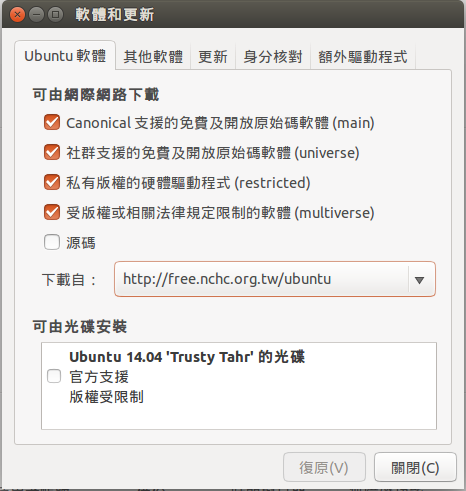 軟體和更新
Ubuntu 軟體 其他軟體 更新 身分核對 額外驅動程式
可由網際網路下載
Canonical 支援的免費及開放原始碼軟體 (main)
社群支援的免費及開放原始碼軟體 (universe)
私有版權的硬體驅動程式 (restricted)
受版權或相關法律規定限制的軟體 (multiverse)
源碼
下載自： http://free.nchc.org.tw/ubuntu
可由光碟安裝
Ubuntu 14.04 'Trusty Tahr' 的光碟
官方支援
版權受限制
復原(V) 關閉(C)